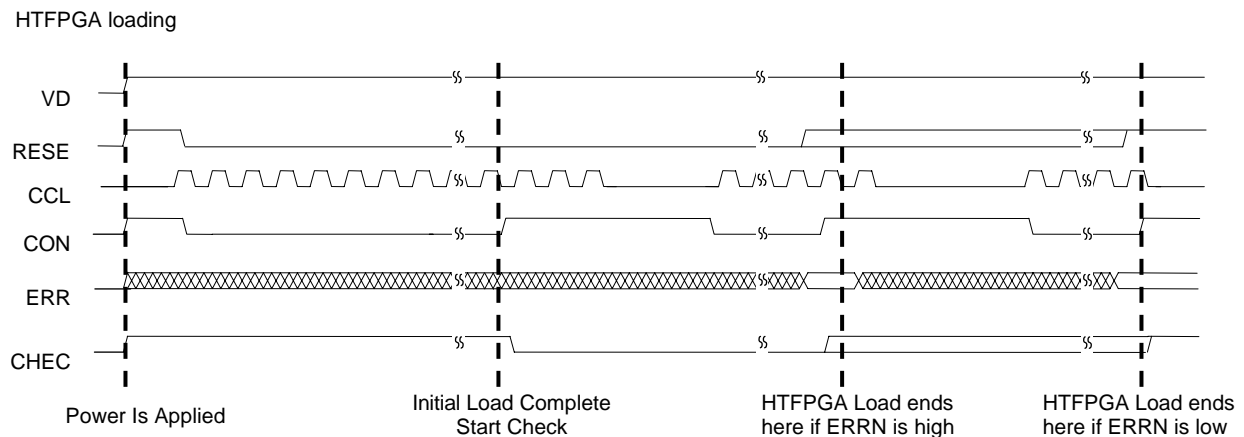 HTFPGA loading
VD
RESE
CCL
CON
ERR
CHEC
Power Is Applied
Initial Load Complete
Start Check
HTFPGA Load ends
here if ERRN is high
HTFPGA Load ends
here if ERRN is low